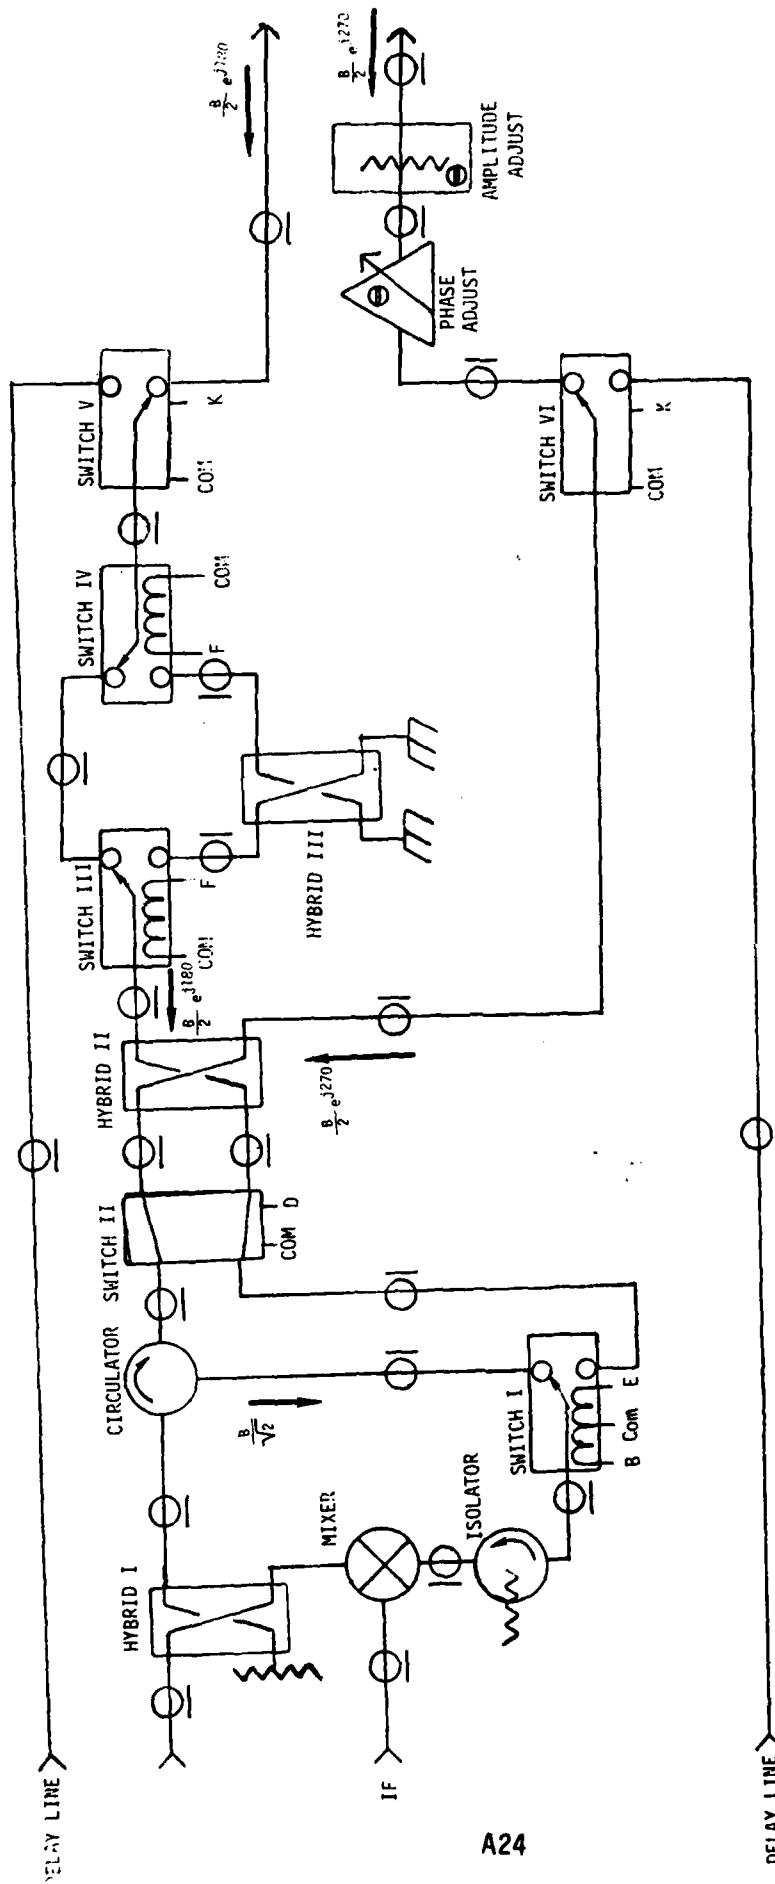 DELAY LINE
HYBRID I
IF
MIXER
ISOLATOR
CIRCULATOR
B/√2
SWITCH I
B Com E
SWITCH II
COM D
HYBRID II
B/2 e^j180
B/2 e^j270
SWITCH III
COM F
HYBRID III
SWITCH IV
F COM
SWITCH V
COM K
SWITCH VI
COM K
PHASE
ADJUST
AMPLITUDE
ADJUST
B/2 e^j180
B/2 e^j270
DELAY LINE
A24